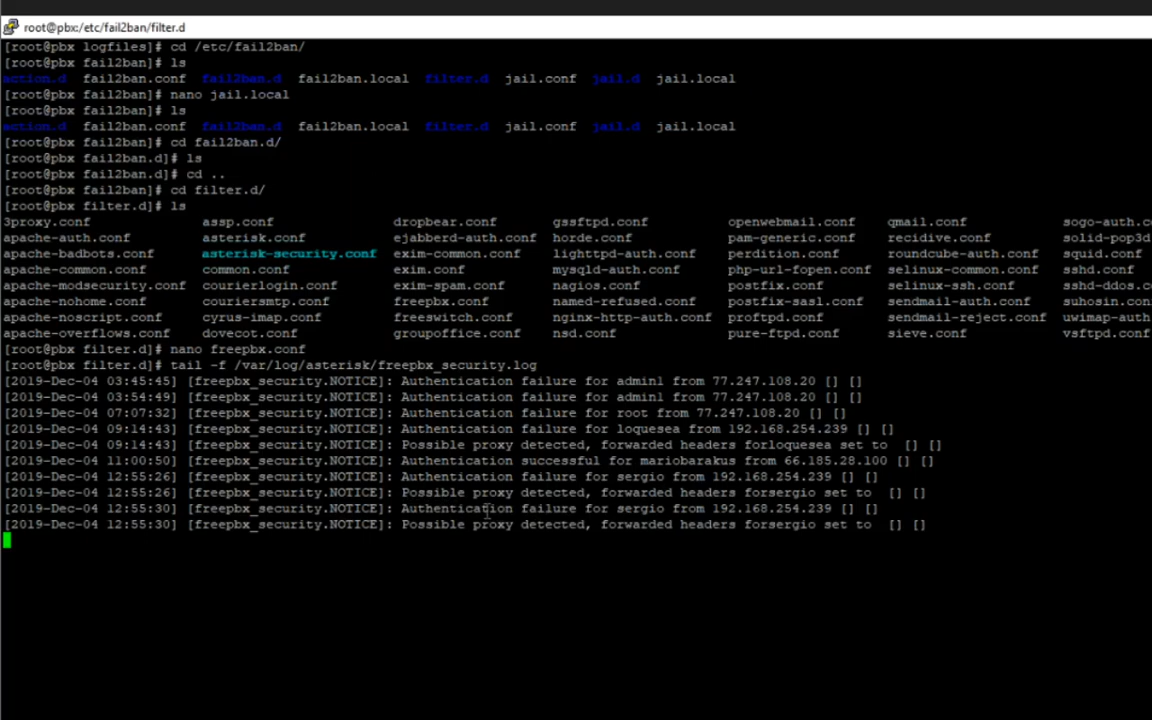 root@pbx:/etc/fail2ban/filter.d
[root@pbx logfiles]# cd /etc/fail2ban/
[root@pbx fail2ban]# ls
action.d  fail2ban.conf  fail2ban.d  fail2ban.local  filter.d  jail.conf  jail.d  jail.local
[root@pbx fail2ban]# nano jail.local
[root@pbx fail2ban]# ls
action.d  fail2ban.conf  fail2ban.d  fail2ban.local  filter.d  jail.conf  jail.d  jail.local
[root@pbx fail2ban]# cd fail2ban.d/
[root@pbx fail2ban.d]# ls
[root@pbx fail2ban.d]# cd ..
[root@pbx fail2ban]# cd filter.d/
[root@pbx filter.d]# ls
3proxy.conf  assp.conf  dropbear.conf  gssftpd.conf  openwebmail.conf  qmail.conf  sogo-auth.c
apache-auth.conf  asterisk.conf  ejabberd-auth.conf  horde.conf  pam-generic.conf  recidive.conf  solid-pop3d
apache-badbots.conf  asterisk-security.conf  exim-common.conf  lighttpd-auth.conf  perdition.conf  roundcube-auth.conf  squid.conf
apache-common.conf  common.conf  exim.conf  mysqld-auth.conf  php-url-fopen.conf  selinux-common.conf  sshd.conf
apache-modsecurity.conf  courierlogin.conf  exim-spam.conf  nagios.conf  postfix.conf  selinux-ssh.conf  sshd-ddos.c
apache-nohome.conf  couriersmtp.conf  freepbx.conf  named-refused.conf  postfix-sasl.conf  sendmail-auth.conf  suhosin.con
apache-noscript.conf  cyrus-imap.conf  freeswitch.conf  nginx-http-auth.conf  proftpd.conf  sendmail-reject.conf  uwimap-auth
apache-overflows.conf  dovecot.conf  groupoffice.conf  nsd.conf  pure-ftpd.conf  sieve.conf  vsftpd.conf
[root@pbx filter.d]# nano freepbx.conf
[root@pbx filter.d]# tail -f /var/log/asterisk/freepbx_security.log
[2019-Dec-04 03:45:45] [freepbx_security.NOTICE]: Authentication failure for admin1 from 77.247.108.20 [] []
[2019-Dec-04 03:54:49] [freepbx_security.NOTICE]: Authentication failure for admin1 from 77.247.108.20 [] []
[2019-Dec-04 07:07:32] [freepbx_security.NOTICE]: Authentication failure for root from 77.247.108.20 [] []
[2019-Dec-04 09:14:43] [freepbx_security.NOTICE]: Authentication failure for loquesea from 192.168.254.239 [] []
[2019-Dec-04 09:14:43] [freepbx_security.NOTICE]: Possible proxy detected, forwarded headers forloquesea set to  [] []
[2019-Dec-04 11:00:50] [freepbx_security.NOTICE]: Authentication successful for mariobarakus from 66.185.28.100 [] []
[2019-Dec-04 12:55:26] [freepbx_security.NOTICE]: Authentication failure for sergio from 192.168.254.239 [] []
[2019-Dec-04 12:55:26] [freepbx_security.NOTICE]: Possible proxy detected, forwarded headers forsergio set to  [] []
[2019-Dec-04 12:55:30] [freepbx_security.NOTICE]: Authentication failure for sergio from 192.168.254.239 [] []
[2019-Dec-04 12:55:30] [freepbx_security.NOTICE]: Possible proxy detected, forwarded headers forsergio set to  [] []